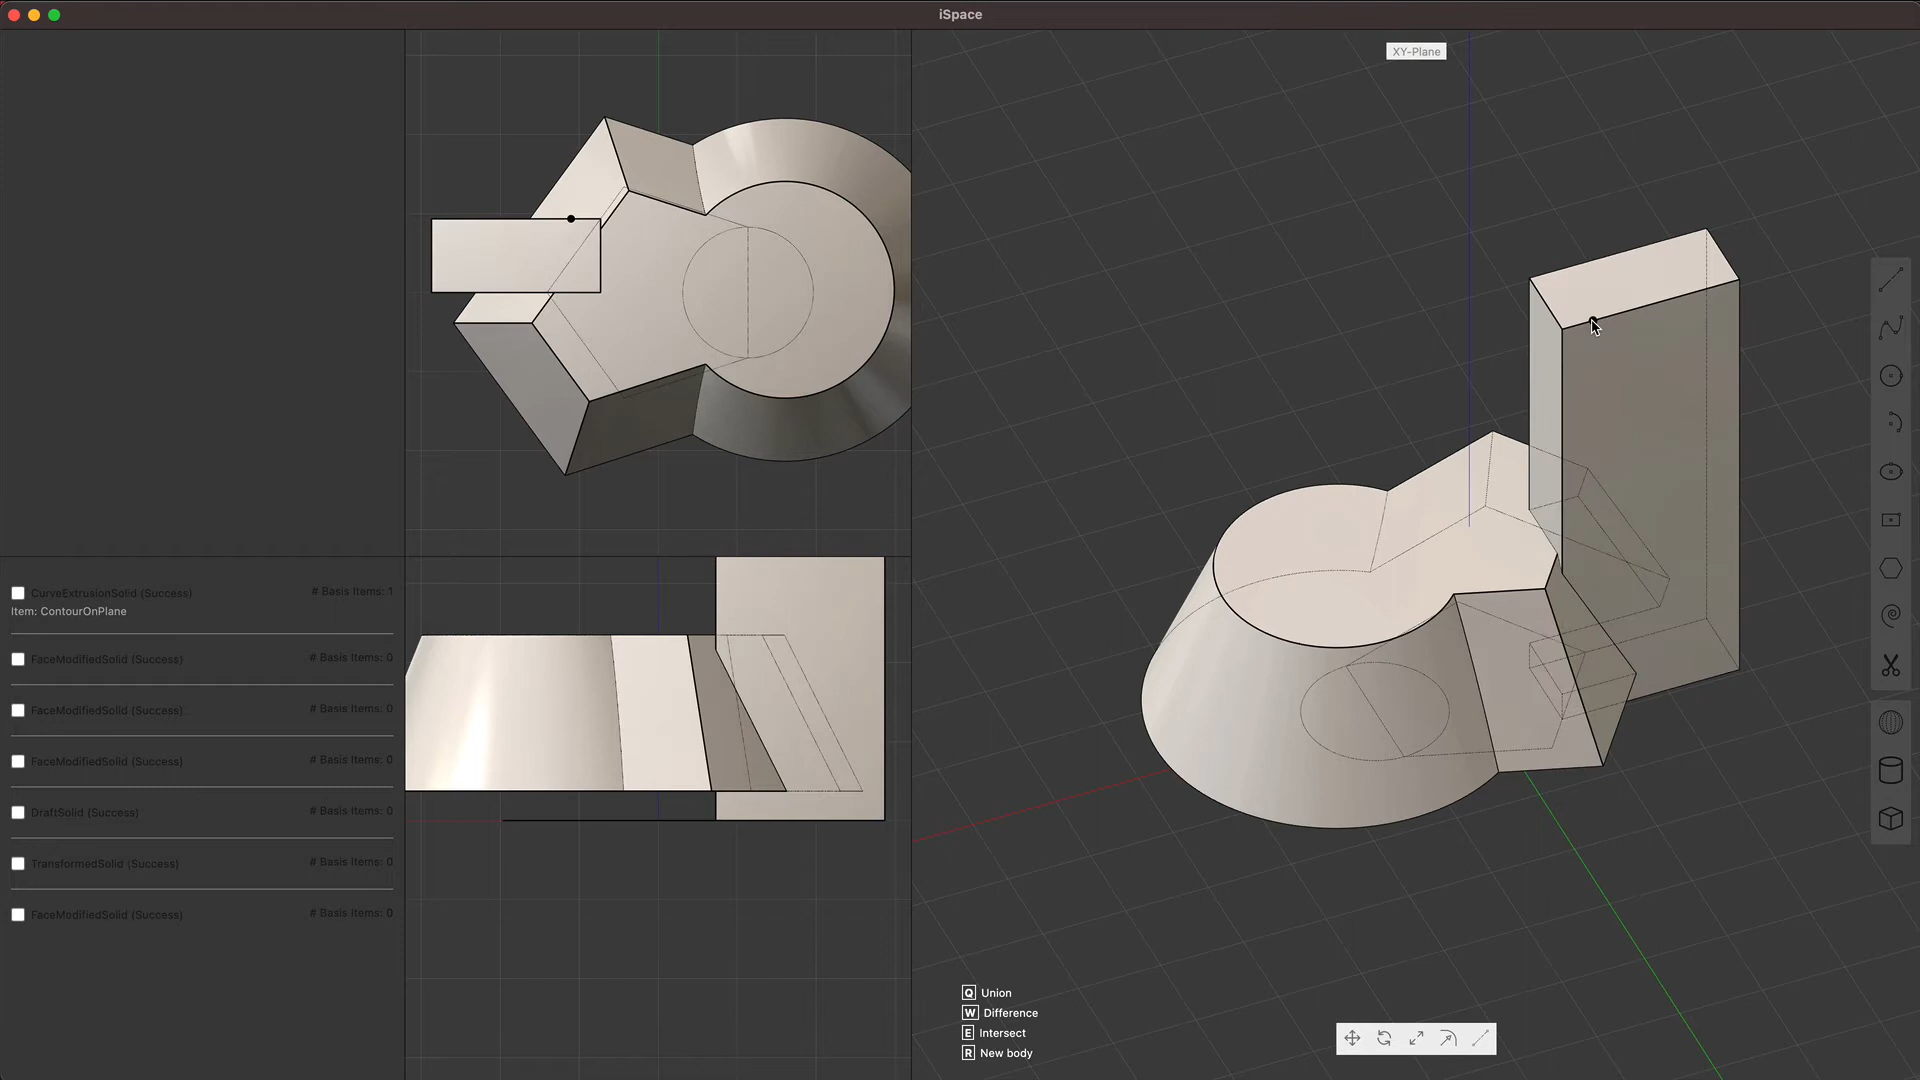 iSpace
XY-Plane
CurveExtrusionSolid (Success) # Basis Items: 1
Item: ContourOnPlane
FaceModifiedSolid (Success) # Basis Items: 0
FaceModifiedSolid (Success) # Basis Items: 0
FaceModifiedSolid (Success) # Basis Items: 0
DraftSolid (Success) # Basis Items: 0
TransformedSolid (Success) # Basis Items: 0
FaceModifiedSolid (Success) # Basis Items: 0
Q Union
W Difference
E Intersect
R New body